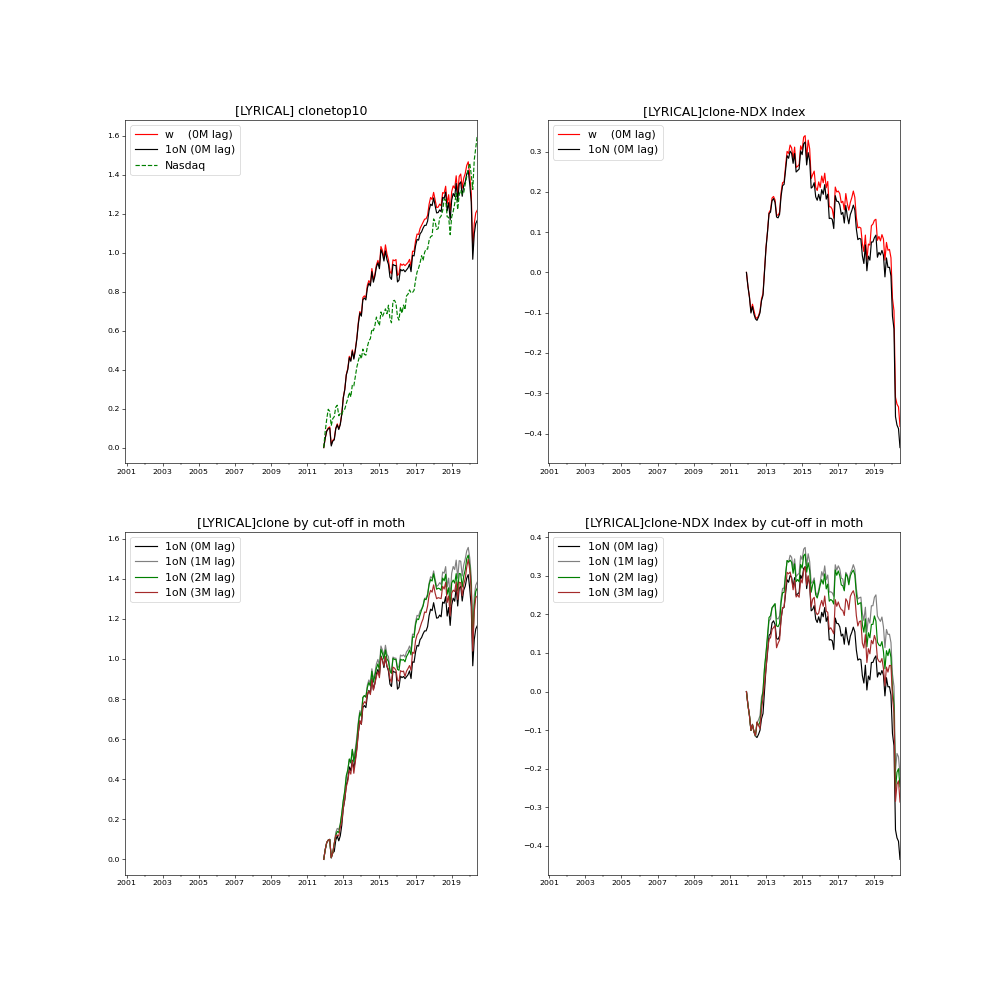 [LYRICAL] clonetop10
w    (0M lag)
1oN (0M lag)
Nasdaq
1.6
1.4
1.2
1.0
0.8
0.6
0.4
0.2
0.0
2001 2003 2005 2007 2009 2011 2013 2015 2017 2019
[LYRICAL]clone-NDX Index
w    (0M lag)
1oN (0M lag)
0.3
0.2
0.1
0.0
−0.1
−0.2
−0.3
−0.4
2001 2003 2005 2007 2009 2011 2013 2015 2017 2019
[LYRICAL]clone by cut-off in moth
1oN (0M lag)
1oN (1M lag)
1oN (2M lag)
1oN (3M lag)
1.6
1.4
1.2
1.0
0.8
0.6
0.4
0.2
0.0
2001 2003 2005 2007 2009 2011 2013 2015 2017 2019
[LYRICAL]clone-NDX Index by cut-off in moth
1oN (0M lag)
1oN (1M lag)
1oN (2M lag)
1oN (3M lag)
0.4
0.3
0.2
0.1
0.0
−0.1
−0.2
−0.3
−0.4
2001 2003 2005 2007 2009 2011 2013 2015 2017 2019